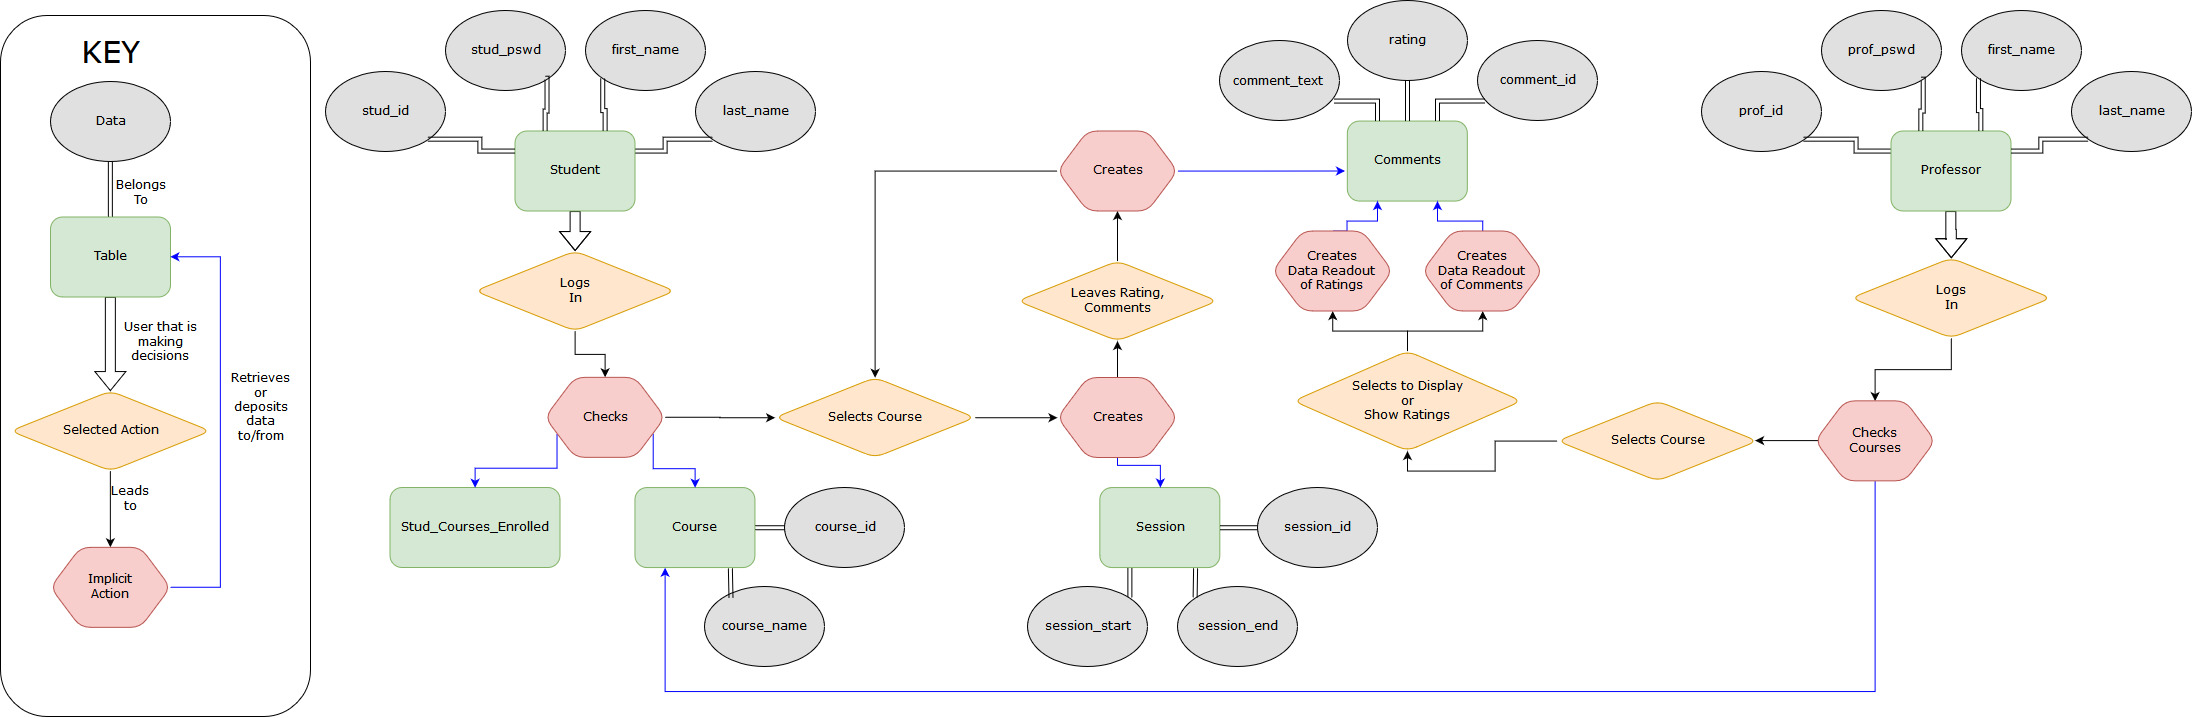 KEY
Data
Belongs
To
Table
User that is
making
decisions
Retrieves
or
deposits
data
to/from
Selected Action
Leads
to
Implicit
Action
stud_id
stud_pswd
first_name
last_name
Student
Logs
In
Checks
Stud_Courses_Enrolled
Course
course_id
course_name
Selects Course
Creates
Session
session_id
session_start
session_end
Leaves Rating,
Comments
Creates
comment_text
rating
comment_id
Comments
Creates
Data Readout
of Ratings
Creates
Data Readout
of Comments
Selects to Display
or
Show Ratings
Selects Course
prof_id
prof_pswd
first_name
last_name
Professor
Logs
In
Checks
Courses